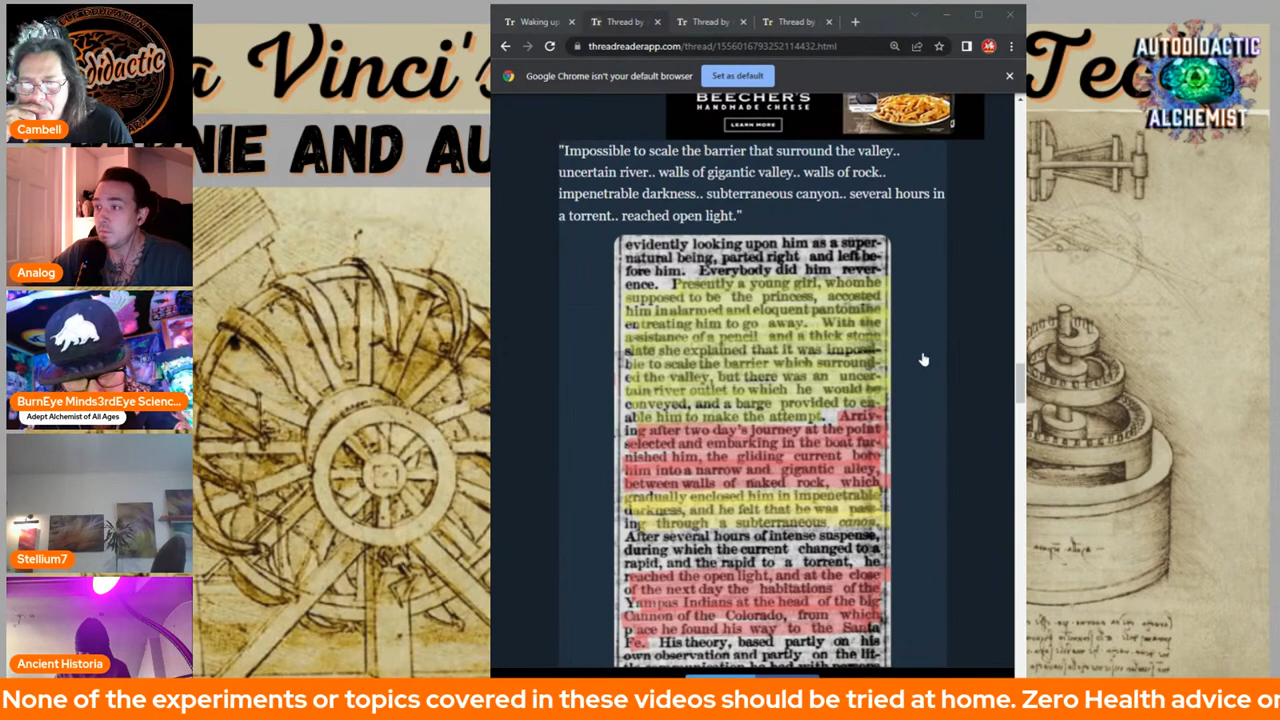 a Vinci's
Tec
NIE AND AU
didactic
AUTODIDACTIC
ALCHEMIST
Cambell
Analog
BurnEye Minds3rdEye Scienc...
Adept Alchemist of All Ages
Stellium7
Ancient Historia
Tr Waking up
Tr Thread by
Tr Thread by
Tr Thread by
threadreaderapp.com/thread/1556016793252114432.html
Google Chrome isn't your default browser
Set as default
BEECHER'S
HANDMADE CHEESE
LEARN MORE
"Impossible to scale the barrier that surround the valley..
uncertain river.. walls of gigantic valley.. walls of rock..
impenetrable darkness.. subterraneous canyon.. several hours in
a torrent.. reached open light."
evidently looking upon him as a super-
natural being, parted right and left be-
fore him. Everybody did him rever-
ence. Presently a young girl, whomhe
supposed to be the princess, accosted
him in alarmed and eloquent pantomine
entreating him to go away. With the
assistance of a pencil and a thick stone
slate she explained that it was impossi-
ble to scale the barrier which surround-
ed the valley, but there was an uncer-
tain river outlet to which he would be
conveyed, and a barge provided to en-
able him to make the attempt. Arriv-
ing after two day's journey at the point
selected and embarking in the boat fur-
nished him, the gliding current bore
him into a narrow and gigantic alley,
between walls of naked rock, which
gradually enclosed him in impenetrable
darkness, and he felt that he was pass-
ing through a subterraneous canon.
After several hours of intense suspense,
during which the current changed to a
rapid, and the rapid to a torrent, he
reached the open light, and at the close
of the next day the habitations of the
Yampas Indians at the head of the big
Cannon of the Colorado, from which
place he found his way to the Santa
Fe. His theory, based partly on his
own observation and partly on the lit-
None of the experiments or topics covered in these videos should be tried at home. Zero Health advice or